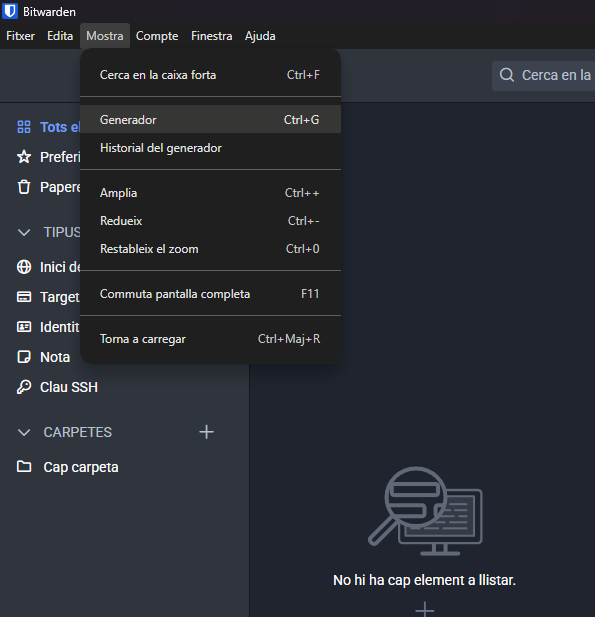 Bitwarden
Fitxer Edita Mostra Compte Finestra Ajuda
Cerca en la caixa forta Ctrl+F
Cerca en la
Generador Ctrl+G
Historial del generador
Amplia Ctrl++
Redueix Ctrl+-
Restableix el zoom Ctrl+0
Commuta pantalla completa F11
Torna a carregar Ctrl+Maj+R
Tots el
Preferi
Papere
TIPUS
Inici de
Target
Identit
Nota
Clau SSH
CARPETES
Cap carpeta
No hi ha cap element a llistar.